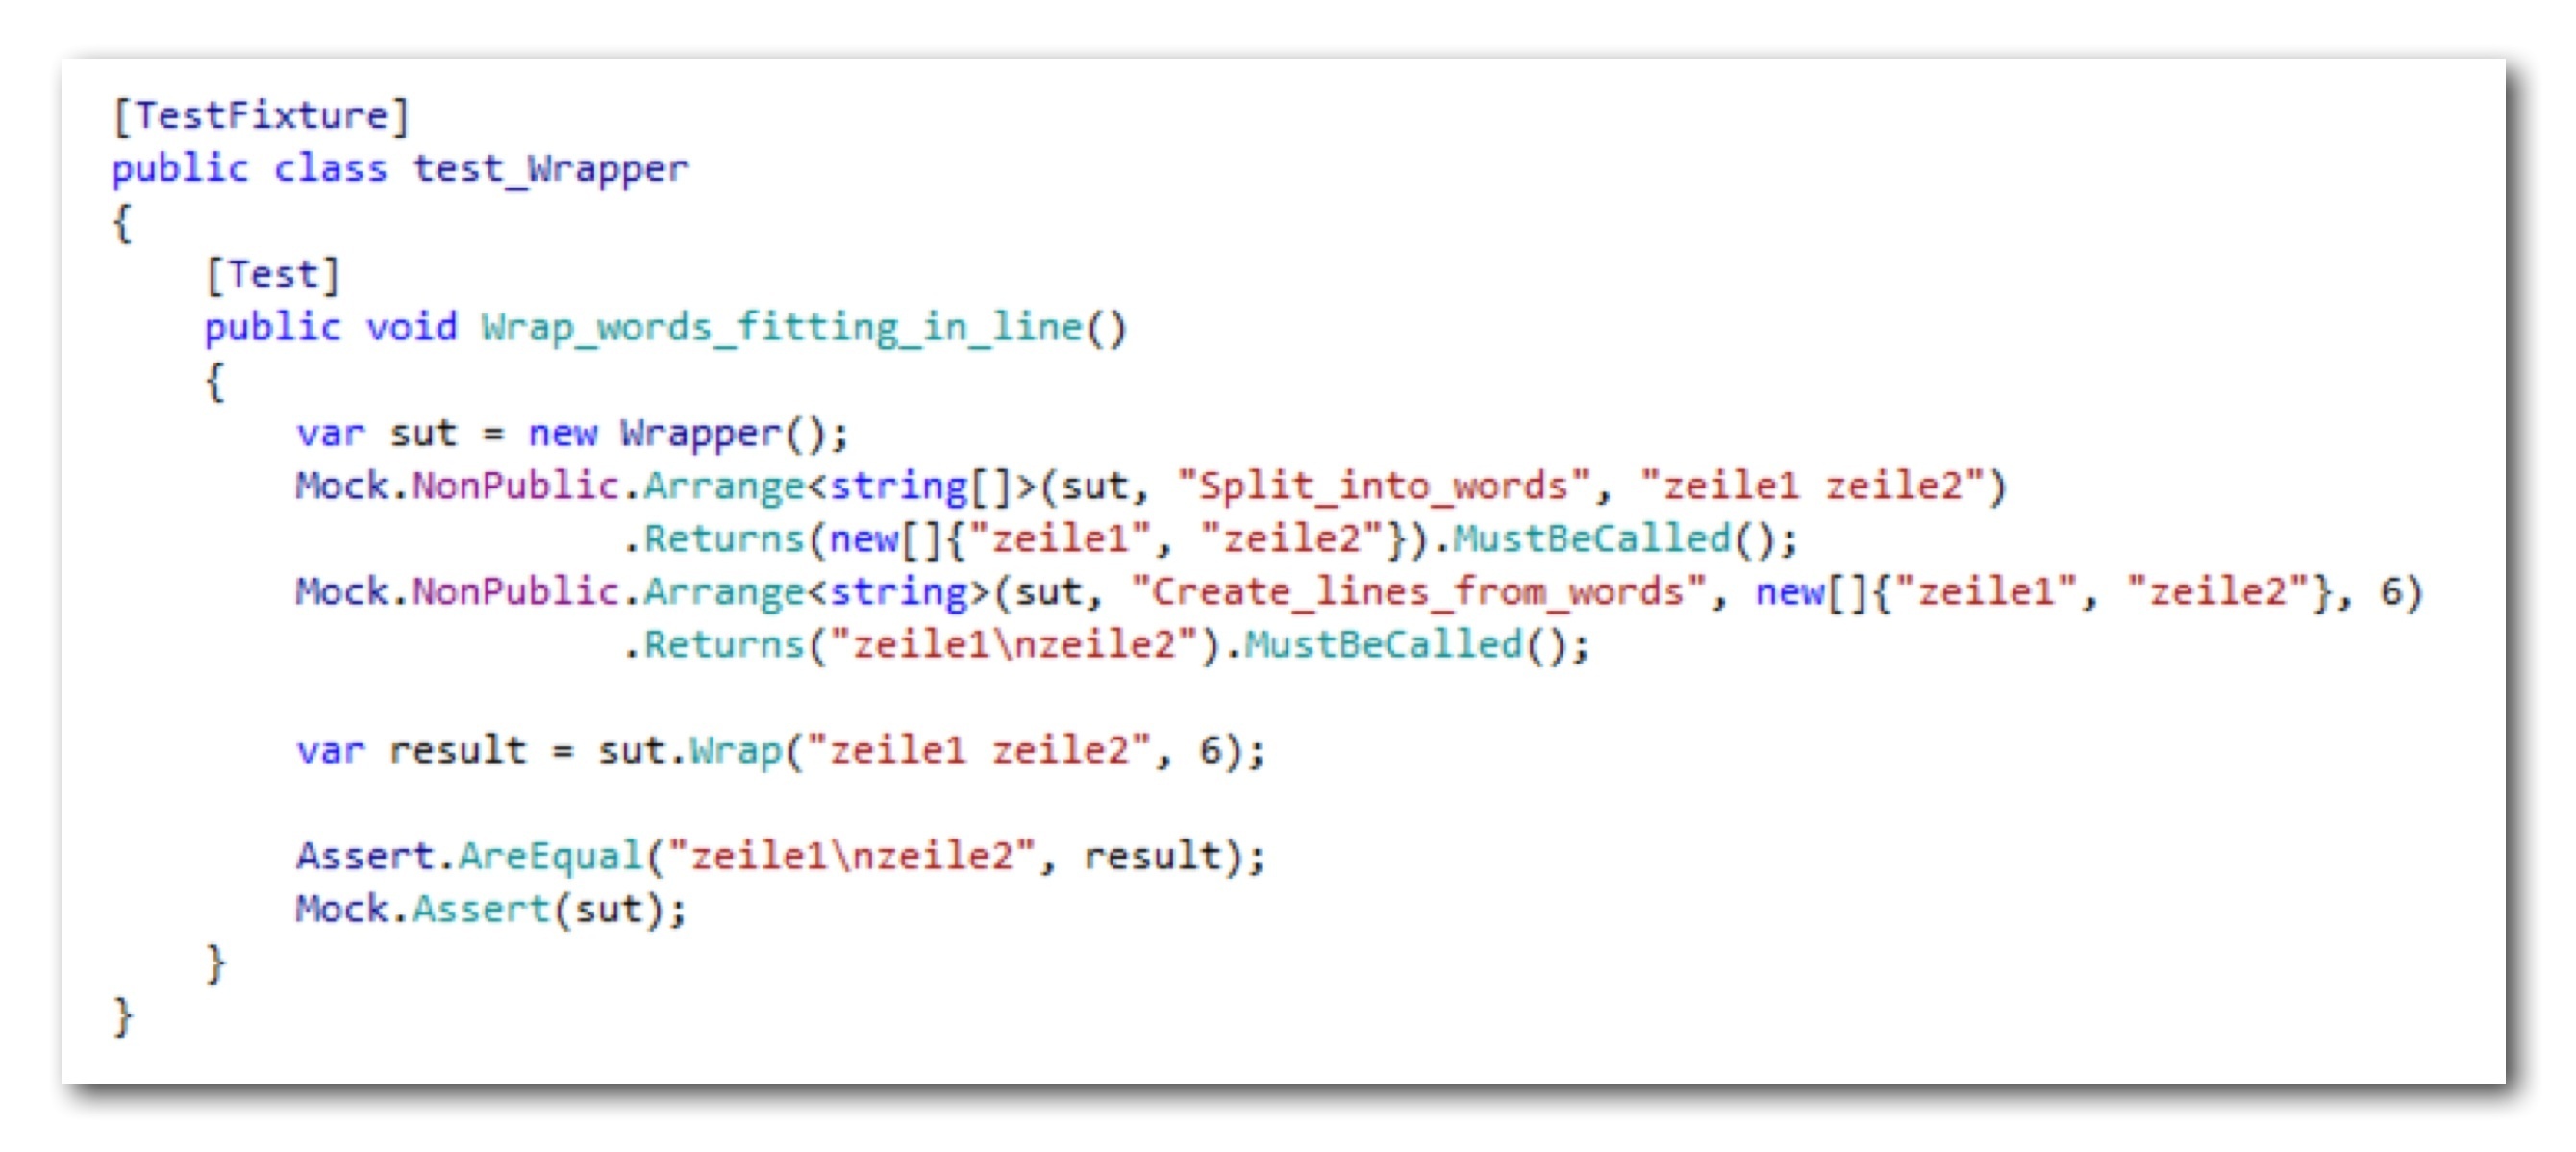 [TestFixture]
public class test_Wrapper
{
    [Test]
    public void Wrap_words_fitting_in_line()
    {
        var sut = new Wrapper();
        Mock.NonPublic.Arrange<string[]>(sut, "Split_into_words", "zeile1 zeile2")
                      .Returns(new[]{"zeile1", "zeile2"}).MustBeCalled();
        Mock.NonPublic.Arrange<string>(sut, "Create_lines_from_words", new[]{"zeile1", "zeile2"}, 6)
                      .Returns("zeile1\nzeile2").MustBeCalled();

        var result = sut.Wrap("zeile1 zeile2", 6);

        Assert.AreEqual("zeile1\nzeile2", result);
        Mock.Assert(sut);
    }
}